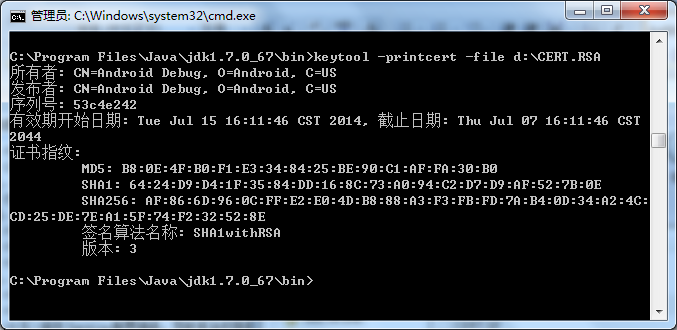 管理员: C:\Windows\system32\cmd.exe
C:\Program Files\Java\jdk1.7.0_67\bin>keytool -printcert -file d:\CERT.RSA
所有者: CN=Android Debug, O=Android, C=US
发布者: CN=Android Debug, O=Android, C=US
序列号: 53c4e242
有效期开始日期: Tue Jul 15 16:11:46 CST 2014, 截止日期: Thu Jul 07 16:11:46 CST
2044
证书指纹:
MD5: B8:0E:4F:B0:F1:E3:34:84:25:BE:90:C1:AF:FA:30:B0
SHA1: 64:24:D9:D4:1F:35:84:DD:16:8C:73:A0:94:C2:D7:D9:AF:52:7B:0E
SHA256: AF:86:6D:96:0C:FF:E2:E0:4D:B8:88:A3:F3:FB:FD:7A:B4:0D:34:A2:4C:
CD:25:DE:7E:A1:5F:74:F2:32:52:8E
签名算法名称: SHA1withRSA
版本: 3
C:\Program Files\Java\jdk1.7.0_67\bin>